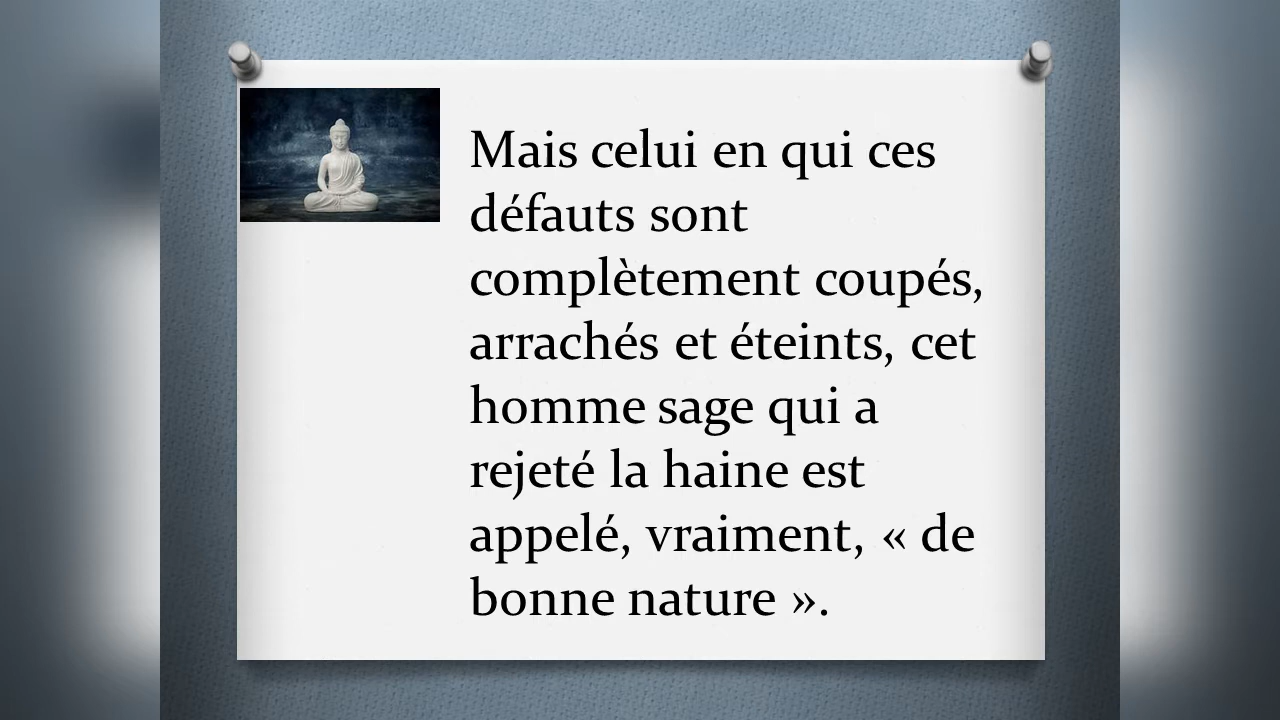 Mais celui en qui ces
défauts sont
complètement coupés,
arrachés et éteints, cet
homme sage qui a
rejeté la haine est
appelé, vraiment, « de
bonne nature ».